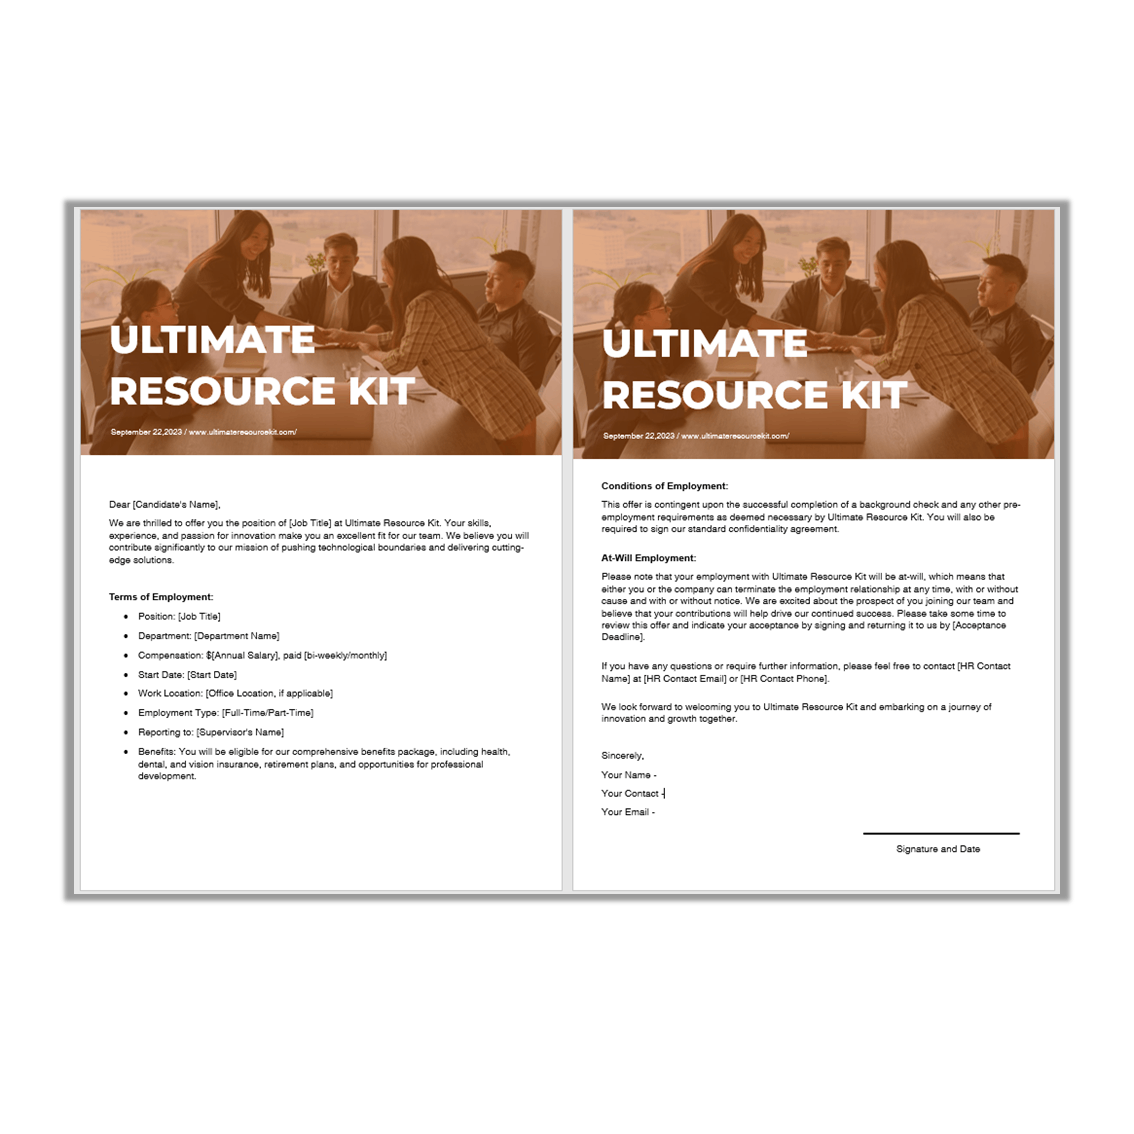 ULTIMATE
RESOURCE KIT
September 22,2023 / www.ultimateresourcekit.com/
Dear [Candidate's Name],
We are thrilled to offer you the position of [Job Title] at Ultimate Resource Kit. Your skills,
experience, and passion for innovation make you an excellent fit for our team. We believe you will
contribute significantly to our mission of pushing technological boundaries and delivering cutting-
edge solutions.
Terms of Employment:
• Position: [Job Title]
• Department: [Department Name]
• Compensation: $[Annual Salary], paid [bi-weekly/monthly]
• Start Date: [Start Date]
• Work Location: [Office Location, if applicable]
• Employment Type: [Full-Time/Part-Time]
• Reporting to: [Supervisor's Name]
• Benefits: You will be eligible for our comprehensive benefits package, including health,
dental, and vision insurance, retirement plans, and opportunities for professional
development.
ULTIMATE
RESOURCE KIT
September 22,2023 / www.ultimateresourcekit.com/
Conditions of Employment:
This offer is contingent upon the successful completion of a background check and any other pre-
employment requirements as deemed necessary by Ultimate Resource Kit. You will also be
required to sign our standard confidentiality agreement.
At-Will Employment:
Please note that your employment with Ultimate Resource Kit will be at-will, which means that
either you or the company can terminate the employment relationship at any time, with or without
cause and with or without notice. We are excited about the prospect of you joining our team and
believe that your contributions will help drive our continued success. Please take some time to
review this offer and indicate your acceptance by signing and returning it to us by [Acceptance
Deadline].
If you have any questions or require further information, please feel free to contact [HR Contact
Name] at [HR Contact Email] or [HR Contact Phone].
We look forward to welcoming you to Ultimate Resource Kit and embarking on a journey of
innovation and growth together.
Sincerely,
Your Name -
Your Contact -
Your Email -
Signature and Date